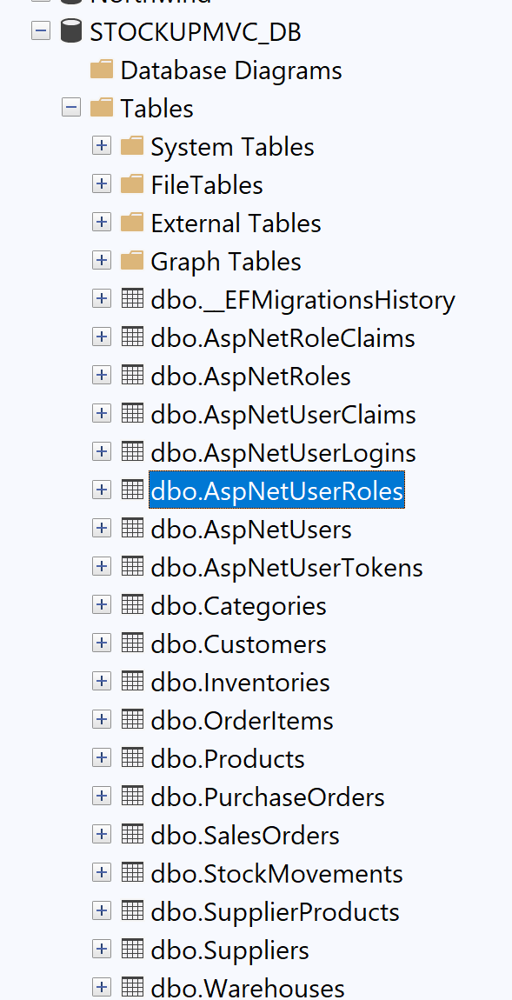 Northwind
STOCKUPMVC_DB
Database Diagrams
Tables
System Tables
FileTables
External Tables
Graph Tables
dbo.__EFMigrationsHistory
dbo.AspNetRoleClaims
dbo.AspNetRoles
dbo.AspNetUserClaims
dbo.AspNetUserLogins
dbo.AspNetUserRoles
dbo.AspNetUsers
dbo.AspNetUserTokens
dbo.Categories
dbo.Customers
dbo.Inventories
dbo.OrderItems
dbo.Products
dbo.PurchaseOrders
dbo.SalesOrders
dbo.StockMovements
dbo.SupplierProducts
dbo.Suppliers
dbo.Warehouses